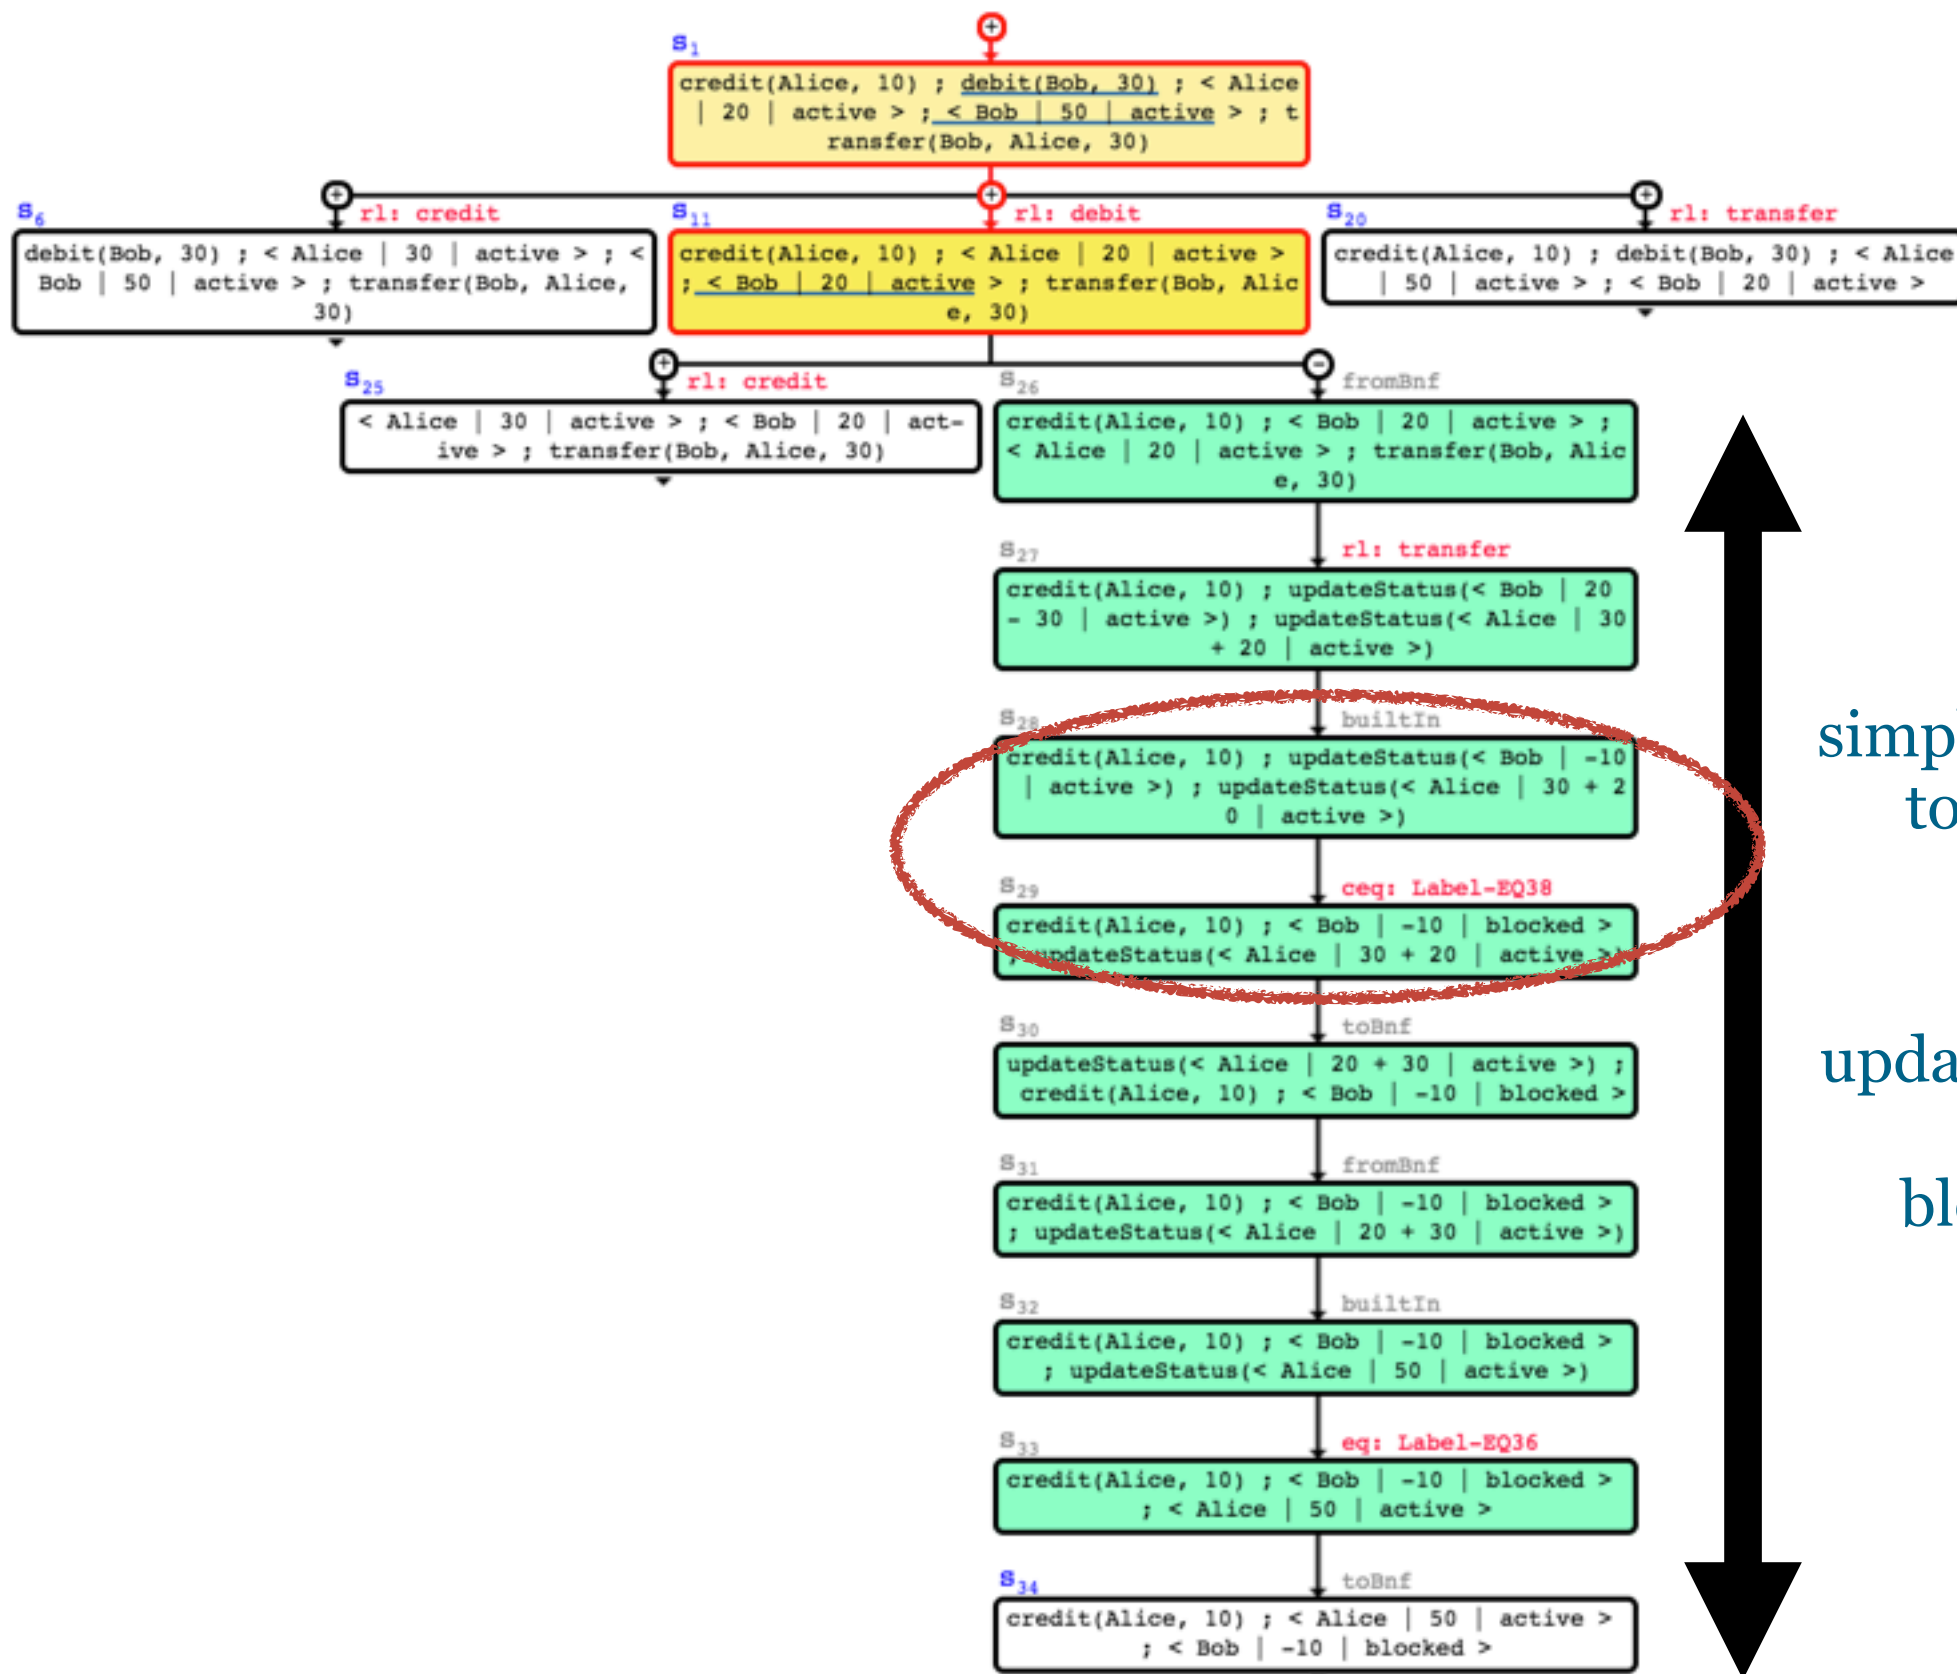 S1
credit(Alice, 10) ; debit(Bob, 30) ; < Alice
| 20 | active > ; < Bob | 50 | active > ; t
ransfer(Bob, Alice, 30)
S6
rl: credit
debit(Bob, 30) ; < Alice | 30 | active > ; <
Bob | 50 | active > ; transfer(Bob, Alice,
30)
S11
rl: debit
credit(Alice, 10) ; < Alice | 20 | active >
; < Bob | 20 | active > ; transfer(Bob, Alic
e, 30)
S20
rl: transfer
credit(Alice, 10) ; debit(Bob, 30) ; < Alice
| 50 | active > ; < Bob | 20 | active >
S25
rl: credit
< Alice | 30 | active > ; < Bob | 20 | act-
ive > ; transfer(Bob, Alice, 30)
S26
fromBnf
credit(Alice, 10) ; < Bob | 20 | active > ;
< Alice | 20 | active > ; transfer(Bob, Alic
e, 30)
S27
rl: transfer
credit(Alice, 10) ; updateStatus(< Bob | 20
- 30 | active >) ; updateStatus(< Alice | 30
+ 20 | active >)
S28
builtIn
credit(Alice, 10) ; updateStatus(< Bob | -10
| active >) ; updateStatus(< Alice | 30 + 2
0 | active >)
S29
ceq: Label-EQ38
credit(Alice, 10) ; < Bob | -10 | blocked >
; updateStatus(< Alice | 30 + 20 | active >)
S30
toBnf
updateStatus(< Alice | 20 + 30 | active >) ;
credit(Alice, 10) ; < Bob | -10 | blocked >
S31
fromBnf
credit(Alice, 10) ; < Bob | -10 | blocked >
; updateStatus(< Alice | 20 + 30 | active >)
S32
builtIn
credit(Alice, 10) ; < Bob | -10 | blocked >
; updateStatus(< Alice | 50 | active >)
S33
eq: Label-EQ36
credit(Alice, 10) ; < Bob | -10 | blocked >
; < Alice | 50 | active >
S34
toBnf
credit(Alice, 10) ; < Alice | 50 | active >
; < Bob | -10 | blocked >
simp
to
upda